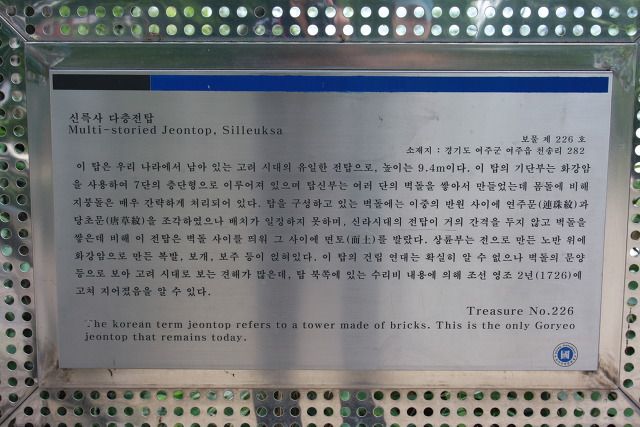 신륵사 다층전탑
Multi-storied Jeontop, Silleuksa
보물 제 226 호
소재지 : 경기도 여주군 여주읍 천송리 282
이 탑은 우리 나라에서 남아 있는 고려 시대의 유일한 전탑으로, 높이는 9.4m이다. 이 탑의 기단부는 화강암
을 사용하여 7단의 층단형으로 이루어져 있으며 탑신부는 여러 단의 벽돌을 쌓아서 만들었는데 몸돌에 비해
지붕돌은 매우 간략하게 처리되어 있다. 탑을 구성하고 있는 벽돌에는 이중의 반원 사이에 연주문(連珠紋)과
당초문(唐草紋)을 조각하였으나 배치가 일정하지 못하며, 신라시대의 전탑이 거의 간격을 두지 않고 벽돌을
쌓은데 비해 이 전탑은 벽돌 사이를 띄워 그 사이에 면토(面土)를 발랐다. 상륜부는 전으로 만든 노반 위에
화강암으로 만든 복발, 보개, 보주 등이 얹혀있다. 이 탑의 건립 연대는 확실히 알 수 없으나 벽돌의 문양
등으로 보아 고려 시대로 보는 견해가 많은데, 탑 북쪽에 있는 수리비 내용에 의해 조선 영조 2년(1726)에
고쳐 지어졌음을 알 수 있다.
Treasure No.226
The korean term jeontop refers to a tower made of bricks. This is the only Goryeo
jeontop that remains today.
國